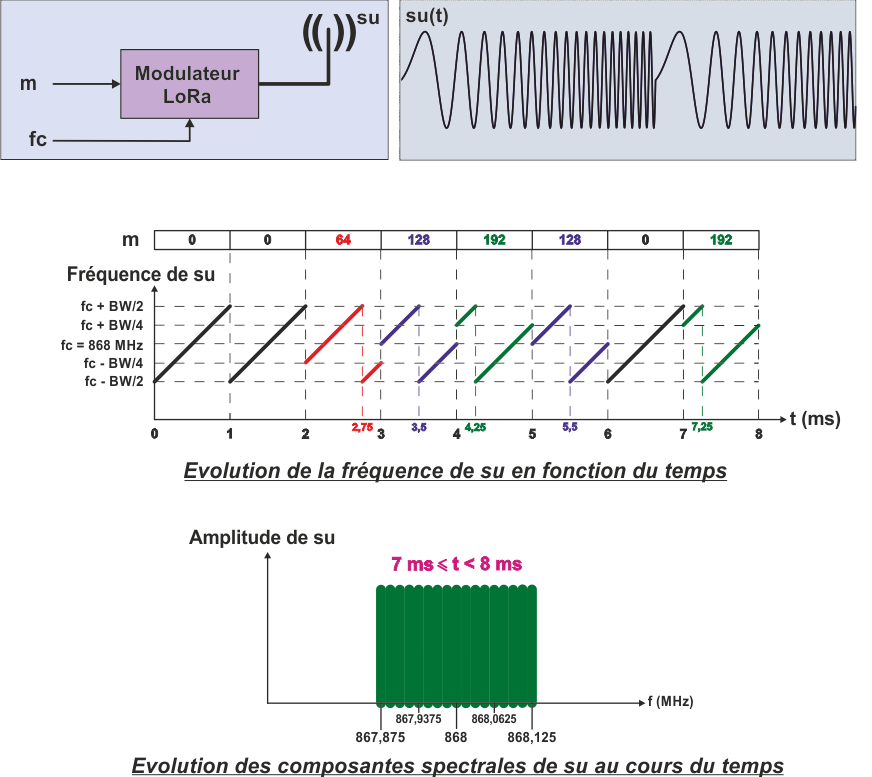 su
m
Modulateur
LoRa
fc
su(t)
m 0 0 64 128 192 128 0 192
Fréquence de su
fc + BW/2
fc + BW/4
fc = 868 MHz
fc - BW/4
fc - BW/2
0 1 2 2,75 3 3,5 4 4,25 5 5,5 6 7 7,25 8
t (ms)
Evolution de la fréquence de su en fonction du temps
Amplitude de su
7 ms ⩽ t < 8 ms
f (MHz)
867,9375 868,0625
867,875 868 868,125
Evolution des composantes spectrales de su au cours du temps